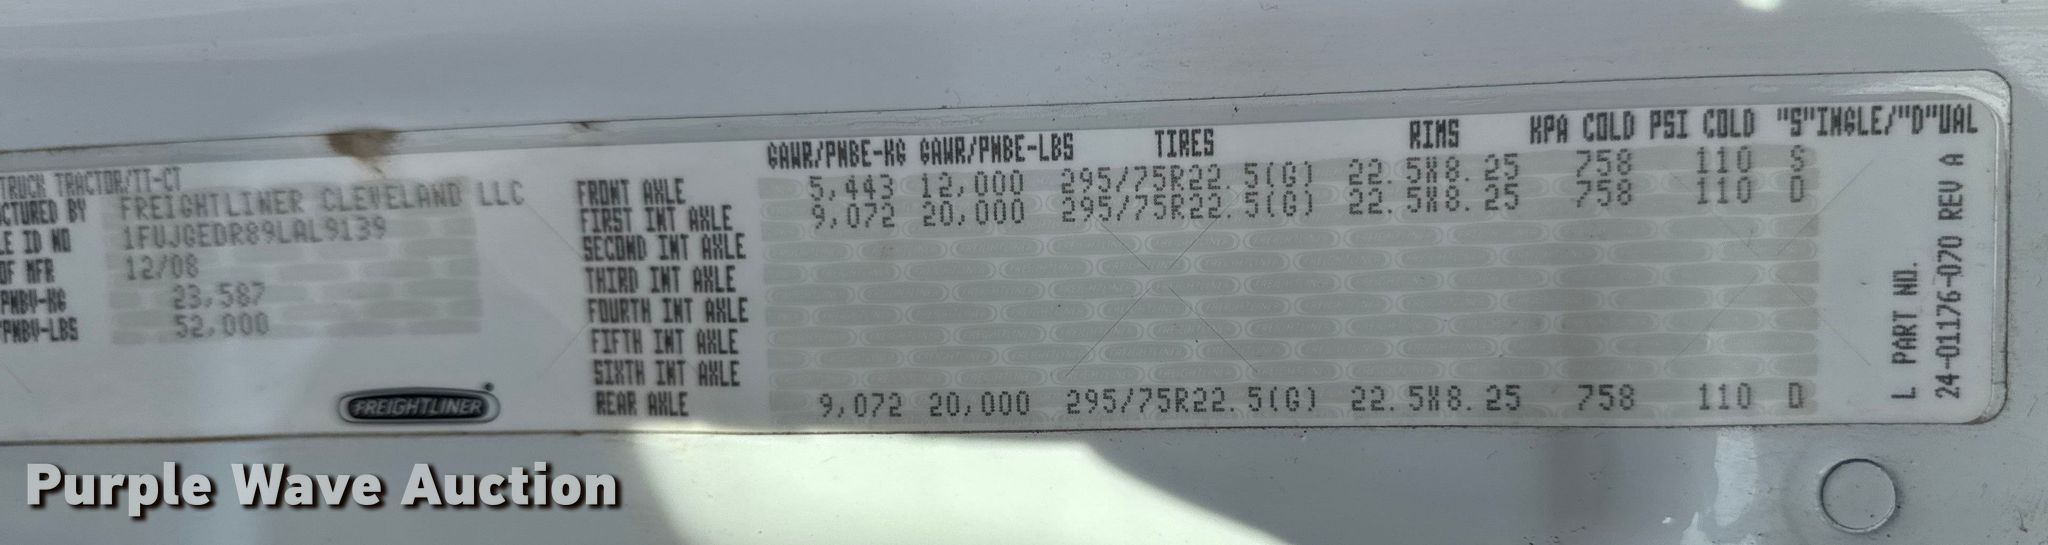 GAWR/PNBE-KG GAWR/PNBE-LBS TIRES RIMS KPA COLD PSI COLD "S"INGLE/"D"UAL
TRUCK TRACTOR/TT-CT
CTURED BY FREIGHTLINER CLEVELAND LLC
LE ID NO 1FUJGEDR89LAL9139
OF MFR 12/08
PNBV-KG 23,587
PNBV-LBS 52,000
FREIGHTLINER
FRONT AXLE 5,443 12,000 295/75R22.5(G) 22.5X8.25 758 110 S
FIRST INT AXLE 9,072 20,000 295/75R22.5(G) 22.5X8.25 758 110 D
SECOND INT AXLE
THIRD INT AXLE
FOURTH INT AXLE
FIFTH INT AXLE
SIXTH INT AXLE
REAR AXLE 9,072 20,000 295/75R22.5(G) 22.5X8.25 758 110 D
L PART NO.
24-01176-070 REV A
Purple Wave Auction